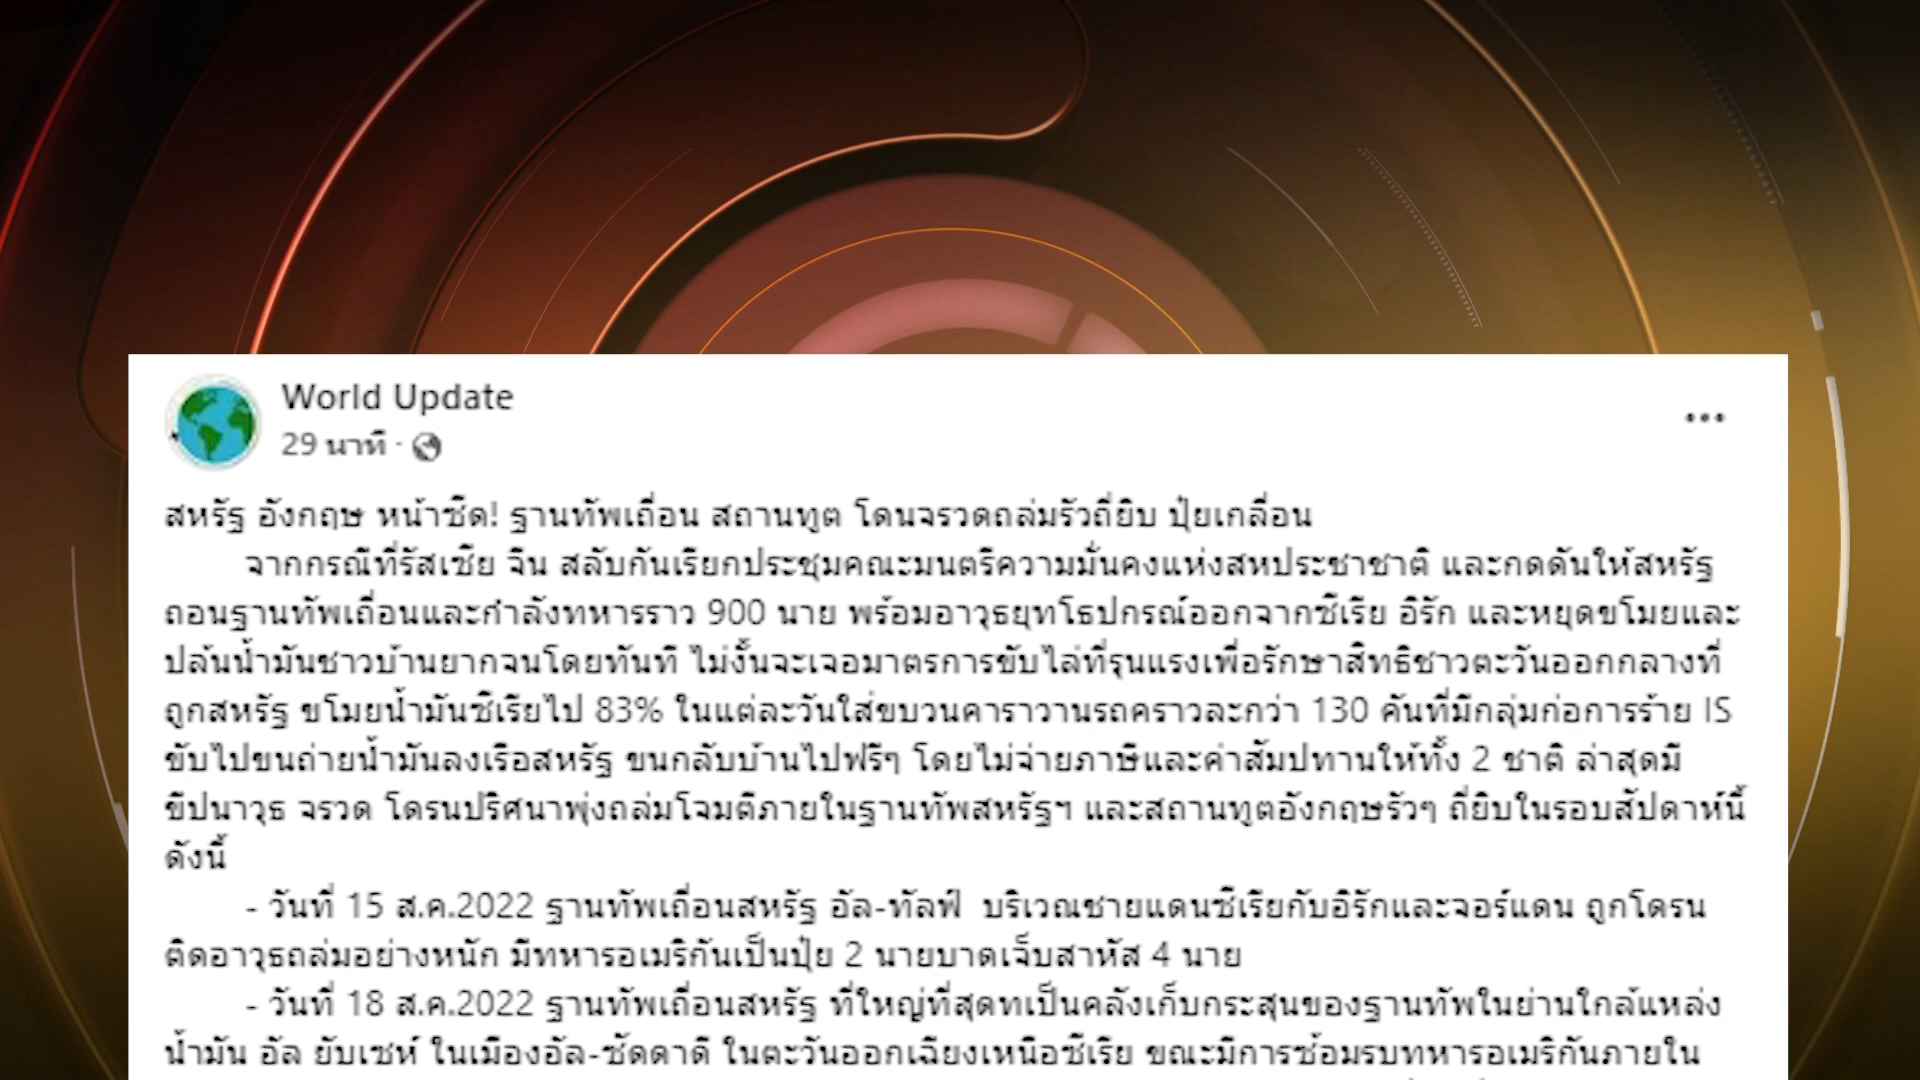 World Update
29 นาที ·
สหรัฐ อังกฤษ หน้าซีด! ฐานทัพเถื่อน สถานทูต โดนจรวดถล่มรัวถี่ยิบ ปุ๋ยเกลื่อน
จากกรณีที่รัสเซีย จีน สลับกันเรียกประชุมคณะมนตรีความมั่นคงแห่งสหประชาชาติ และกดดันให้สหรัฐ
ถอนฐานทัพเถื่อนและกำลังทหารราว 900 นาย พร้อมอาวุธยุทโธปกรณ์ออกจากซีเรีย อิรัก และหยุดขโมยและ
ปล้นน้ำมันชาวบ้านยากจนโดยทันที ไม่งั้นจะเจอมาตรการขับไล่ที่รุนแรงเพื่อรักษาสิทธิชาวตะวันออกกลางที่
ถูกสหรัฐ ขโมยน้ำมันซีเรียไป 83% ในแต่ละวันใส่ขบวนคาราวานรถคราวละกว่า 130 คันที่มีกลุ่มก่อการร้าย IS
ขับไปขนถ่ายน้ำมันลงเรือสหรัฐ ขนกลับบ้านไปฟรีๆ โดยไม่จ่ายภาษีและค่าสัมปทานให้ทั้ง 2 ชาติ ล่าสุดมี
ขีปนาวุธ จรวด โดรนปริศนาพุ่งถล่มโจมตีภายในฐานทัพสหรัฐฯ และสถานทูตอังกฤษรัวๆ ถี่ยิบในรอบสัปดาห์นี้
ดังนี้
- วันที่ 15 ส.ค.2022 ฐานทัพเถื่อนสหรัฐ อัล-ทัลฟ์ บริเวณชายแดนซีเรียกับอิรักและจอร์แดน ถูกโดรน
ติดอาวุธถล่มอย่างหนัก มีทหารอเมริกันเป็นปุ๋ย 2 นายบาดเจ็บสาหัส 4 นาย
- วันที่ 18 ส.ค.2022 ฐานทัพเถื่อนสหรัฐ ที่ใหญ่ที่สุดทเป็นคลังเก็บกระสุนของฐานทัพในย่านใกล้แหล่ง
น้ำมัน อัล ยับเซห์ ในเมืองอัล-ชัดดาดี ในตะวันออกเฉียงเหนือซีเรีย ขณะมีการซ้อมรบทหารอเมริกันภายใน